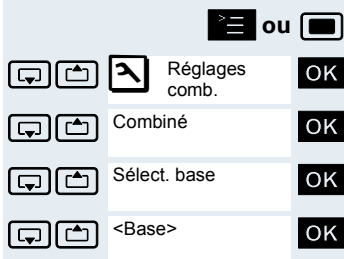 ou
Réglages OK
comb.
Combiné OK
Sélect. base OK
<Base> OK